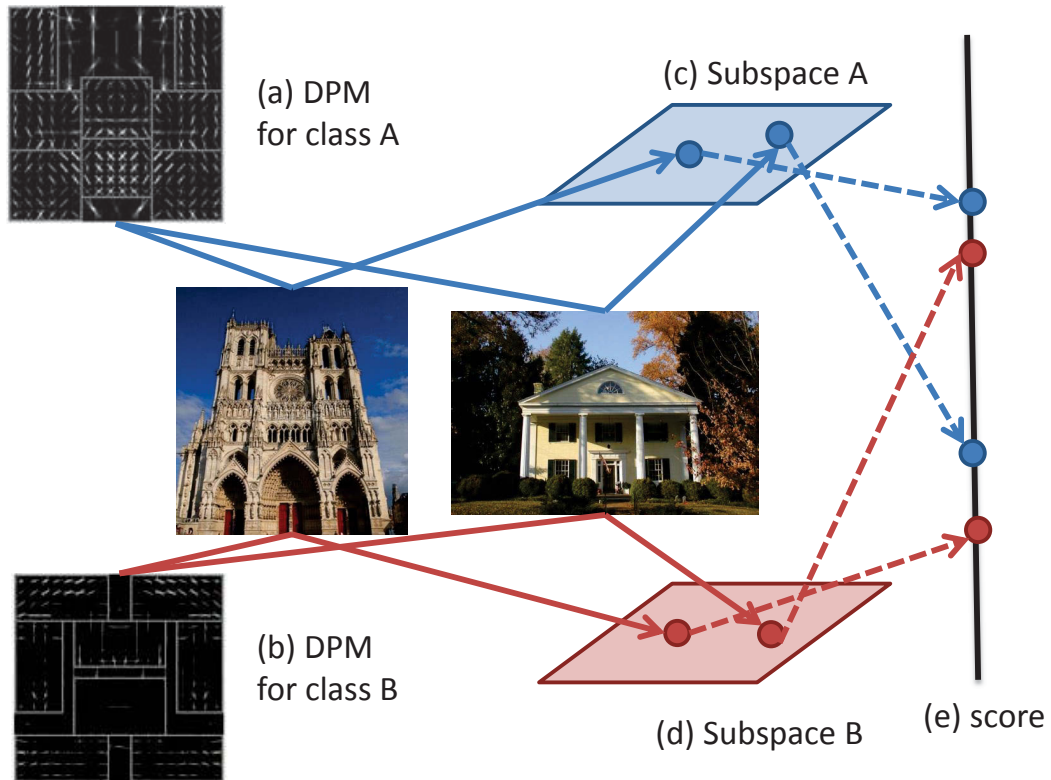 (a) DPM
for class A
(c) Subspace A
(b) DPM
for class B
(d) Subspace B
(e) score